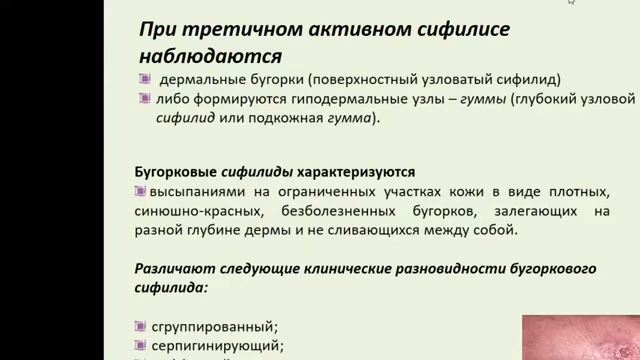 При третичном активном сифилисе
наблюдаются
дермальные бугорки (поверхностный узловатый сифилид)
либо формируются гиподермальные узлы – гуммы (глубокий узловой
сифилид или подкожная гумма).
Бугорковые сифилиды характеризуются
высыпаниями на ограниченных участках кожи в виде плотных,
синюшно-красных, безболезненных бугорков, залегающих на
разной глубине дермы и не сливающихся между собой.
Различают следующие клинические разновидности бугоркового
сифилида:
сгруппированный;
серпигинирующий;